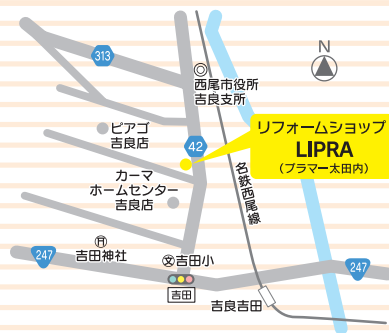 313
N
西尾市役所
吉良支所
ピアゴ
吉良店
42
リフォームショップ
LIPRA
(プラマー太田内)
カーマ
ホームセンター
吉良店
名鉄西尾線
吉田神社
文吉田小
247
247
吉田
吉良吉田